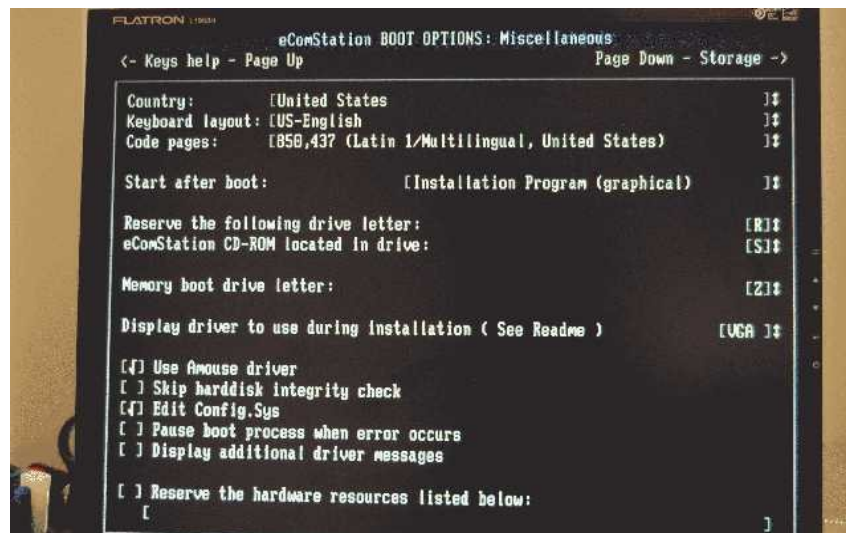 FLATRON
eComStation BOOT OPTIONS: Miscellaneous
<- Keys help - Page Up Page Down - Storage ->
Country: [United States ]↕
Keyboard layout: [US-English ]↕
Code pages: [850,437 (Latin 1/Multilingual, United States) ]↕
Start after boot: [Installation Program (graphical) ]↕
Reserve the following drive letter: [R]↕
eComStation CD-ROM located in drive: [S]↕
Memory boot drive letter: [Z]↕
Display driver to use during installation ( See Readme ) [VGA ]↕
[√] Use Amouse driver
[ ] Skip harddisk integrity check
[√] Edit Config.Sys
[ ] Pause boot process when error occurs
[ ] Display additional driver messages
[ ] Reserve the hardware resources listed below:
[ ]